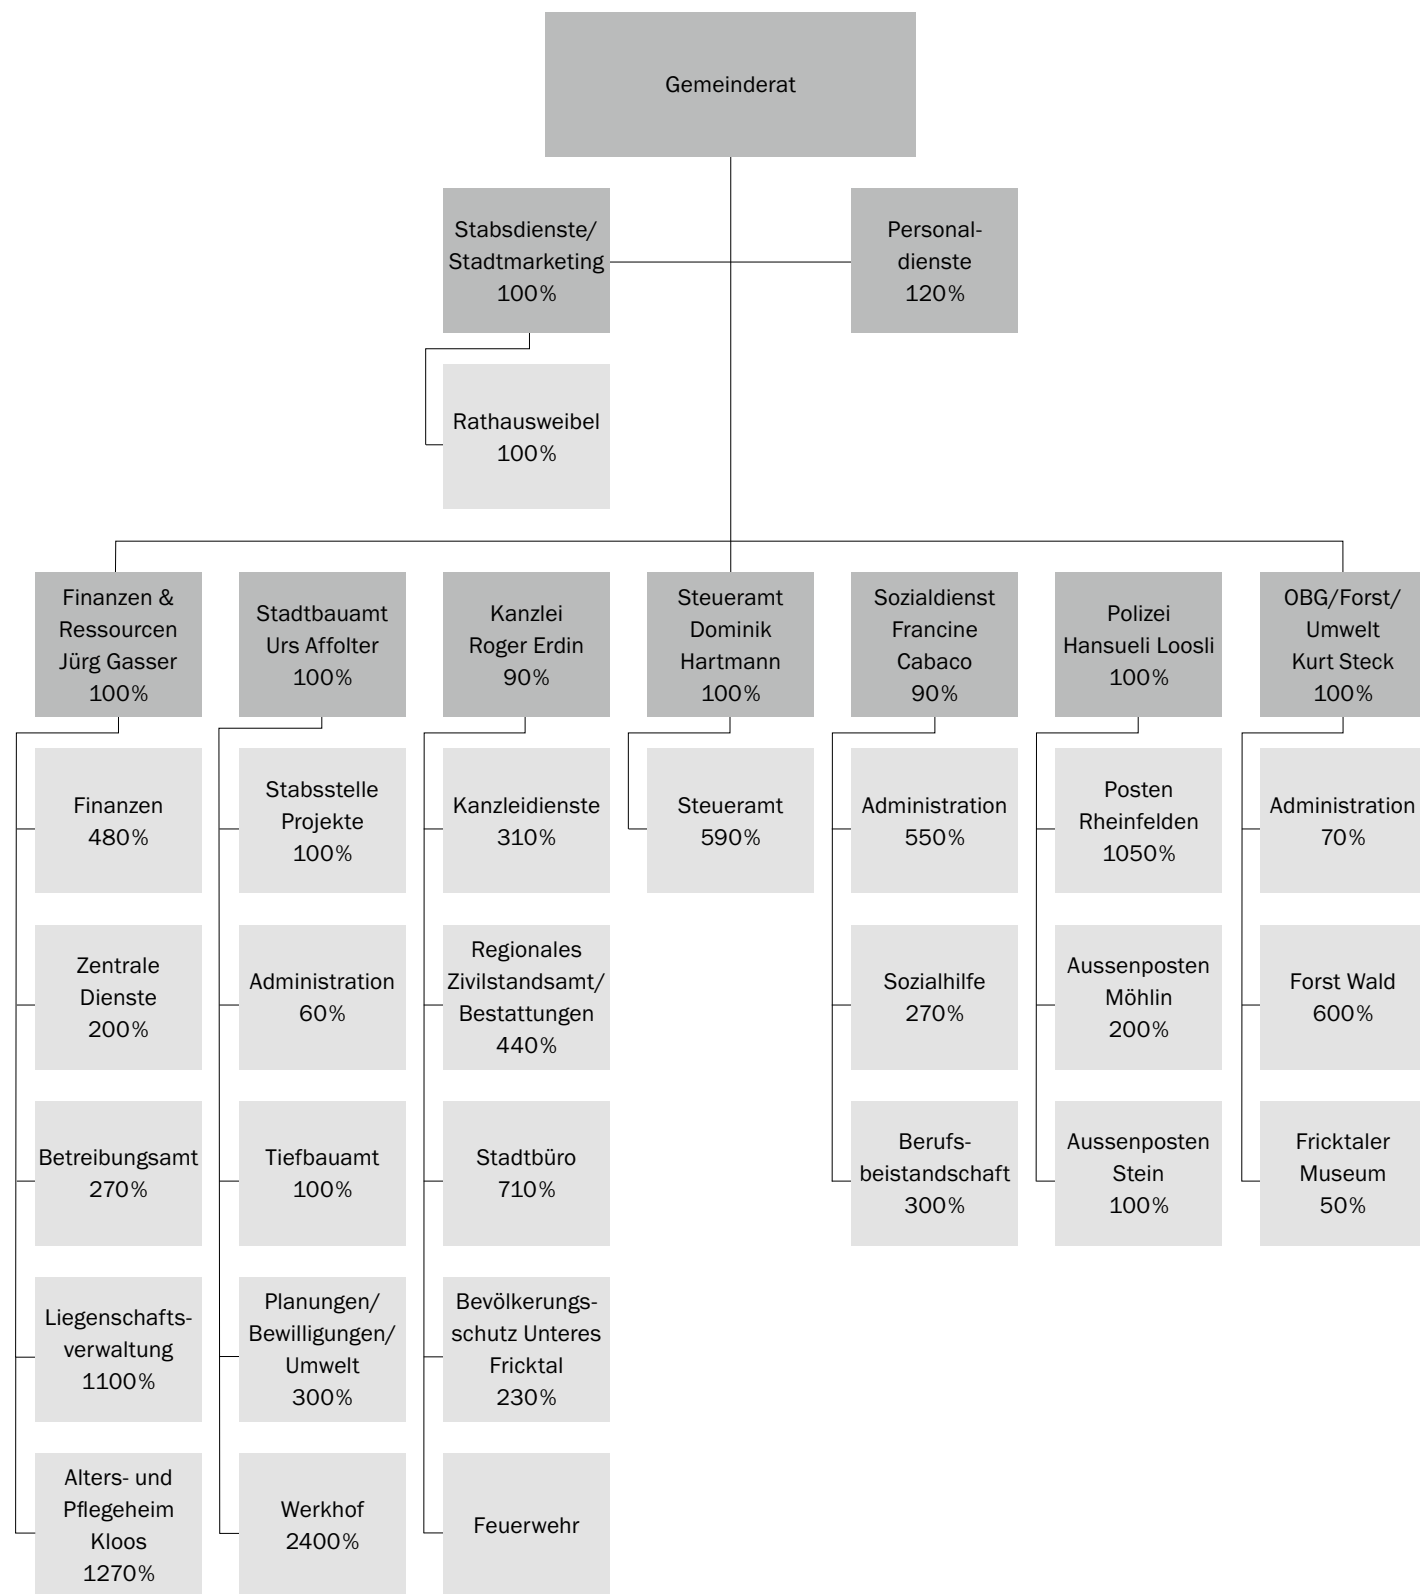 Gemeinderat
Stabsdienste/
Stadtmarketing
100%
Personal-
dienste
120%
Rathausweibel
100%
Finanzen &
Ressourcen
Jürg Gasser
100%
Stadtbauamt
Urs Affolter
100%
Kanzlei
Roger Erdin
90%
Steueramt
Dominik
Hartmann
100%
Sozialdienst
Francine
Cabaco
90%
Polizei
Hansueli Loosli
100%
OBG/Forst/
Umwelt
Kurt Steck
100%
Finanzen
480%
Stabsstelle
Projekte
100%
Kanzleidienste
310%
Steueramt
590%
Administration
550%
Posten
Rheinfelden
1050%
Administration
70%
Zentrale
Dienste
200%
Administration
60%
Regionales
Zivilstandsamt/
Bestattungen
440%
Sozialhilfe
270%
Aussenposten
Möhlin
200%
Forst Wald
600%
Betreibungsamt
270%
Tiefbauamt
100%
Stadtbüro
710%
Berufs-
beistandschaft
300%
Aussenposten
Stein
100%
Fricktaler
Museum
50%
Liegenschafts-
verwaltung
1100%
Planungen/
Bewilligungen/
Umwelt
300%
Bevölkerungs-
schutz Unteres
Fricktal
230%
Alters- und
Pflegeheim
Kloos
1270%
Werkhof
2400%
Feuerwehr